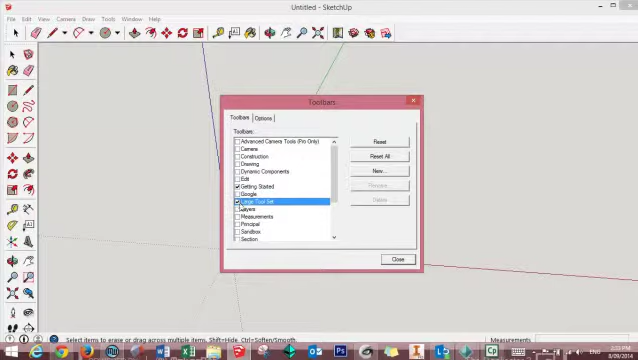 Untitled - SketchUp
File Edit View Camera Draw Tools Window Help
Toolbars
Toolbars Options
Toolbars:
Advanced Camera Tools (Pro Only)
Camera
Construction
Drawing
Dynamic Components
Edit
Getting Started
Google
Large Tool Set
Layers
Measurements
Principal
Sandbox
Section
Reset
Reset All
New...
Rename...
Delete
Close
Select items to erase or drag across multiple items. Shift=Hide. Ctrl=Soften/Smooth.
Measurements
8/09/2014